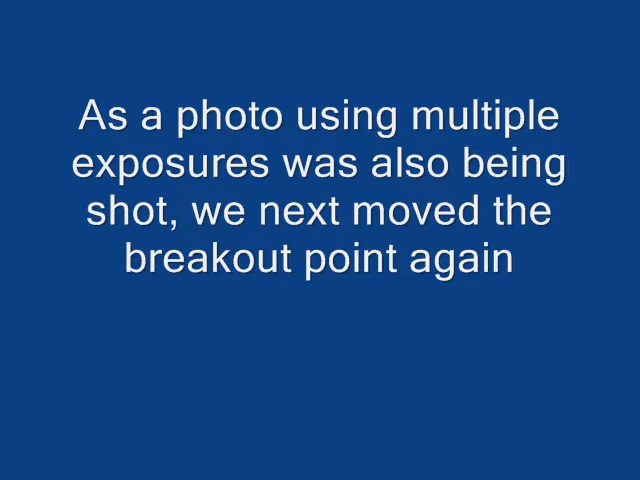 As a photo using multiple
exposures was also being
shot, we next moved the
breakout point again